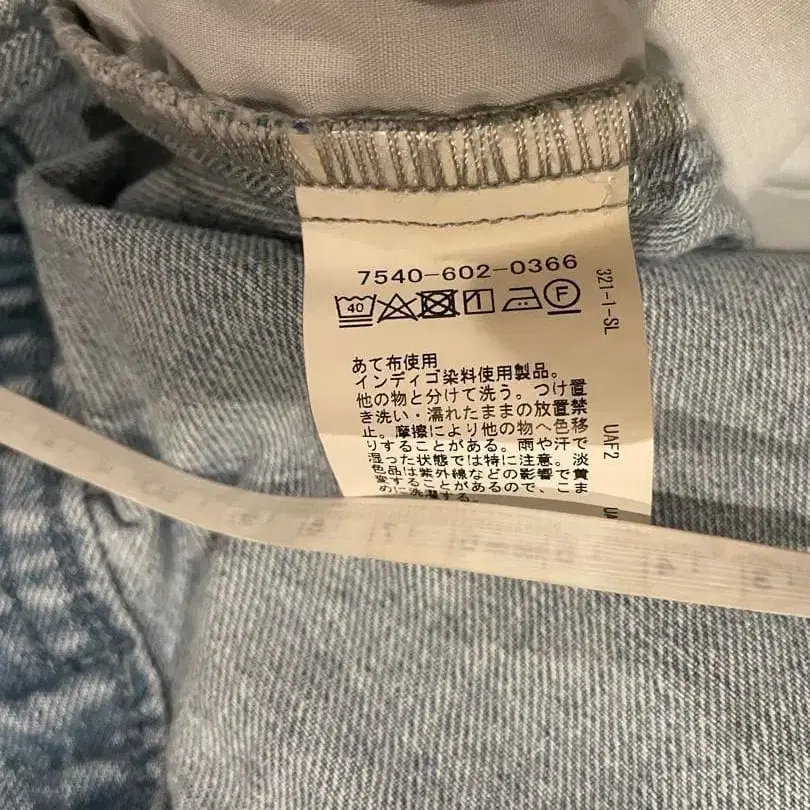 7540-602-0366
40 F
あて布使用
インディゴ染料使用製品。
他の物と分けて洗う。つけ置
き洗い・濡れたままの放置禁
止。摩擦により他の物へ色移
りすることがある。雨や汗で
湿った状態では特に注意。淡
色品は紫外線などの影響で黄
変することがあるので、こま
めに洗濯する。
321-1-SL
UAF2